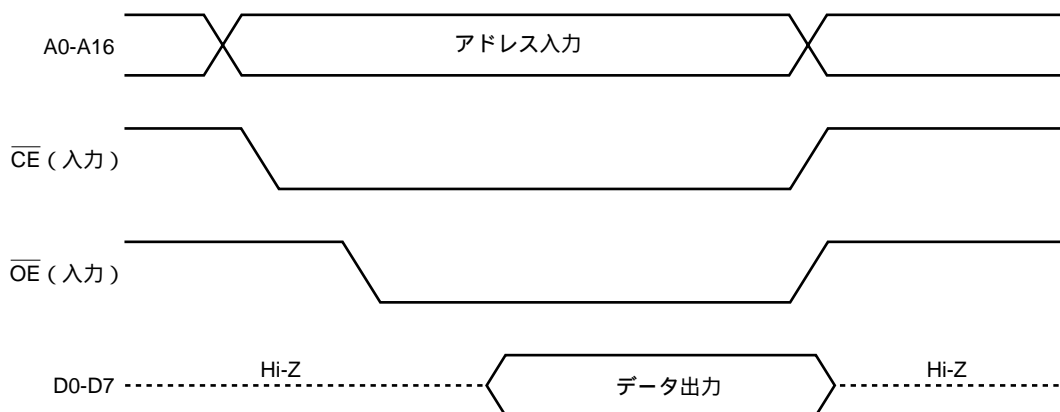 A0-A16 アドレス入力
CE ( 入力 )
OE ( 入力 )
Hi-Z Hi-Z
D0-D7 データ出力